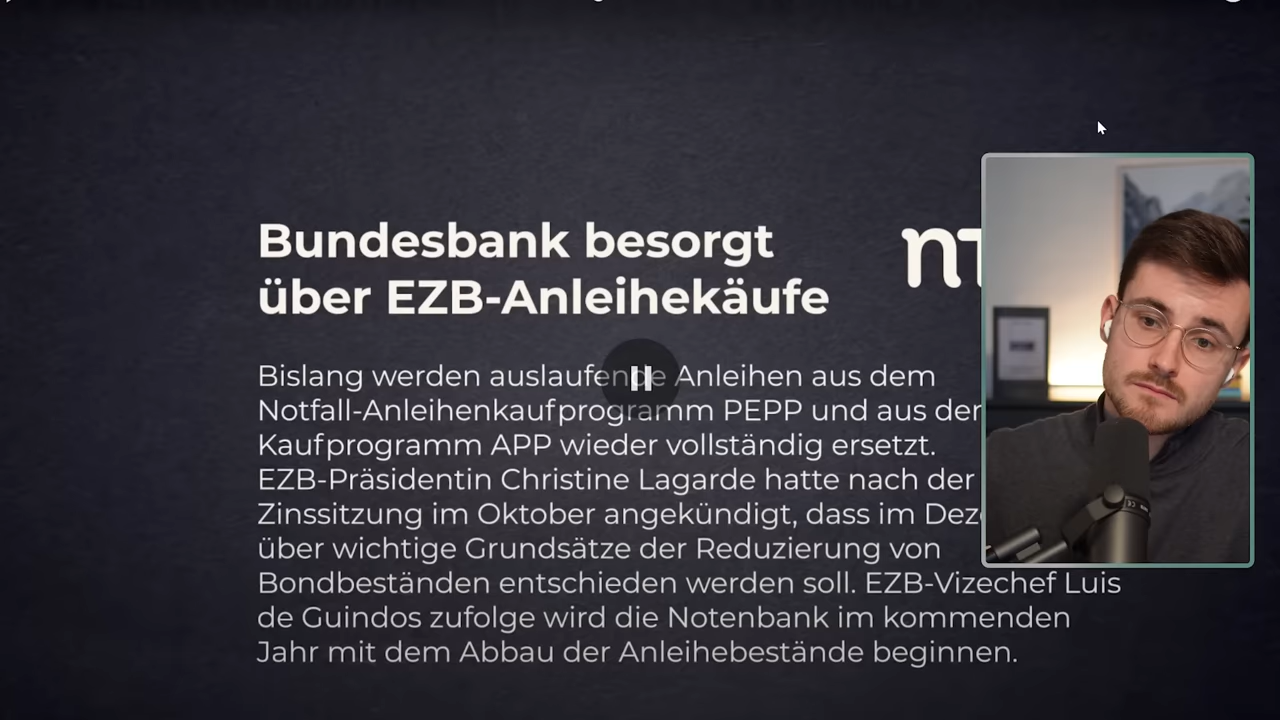 Bundesbank besorgt
über EZB-Anleihekäufe
Bislang werden auslaufende Anleihen aus dem
Notfall-Anleihenkaufprogramm PEPP und aus
Kaufprogramm APP wieder vollständig ersetzt.
EZB-Präsidentin Christine Lagarde hatte nach der
Zinssitzung im Oktober angekündigt, dass im
über wichtige Grundsätze der Reduzierung von
Bondbeständen entschieden werden soll. EZB-Vizechef Luis
de Guindos zufolge wird die Notenbank im kommenden
Jahr mit dem Abbau der Anleihebestände beginnen.